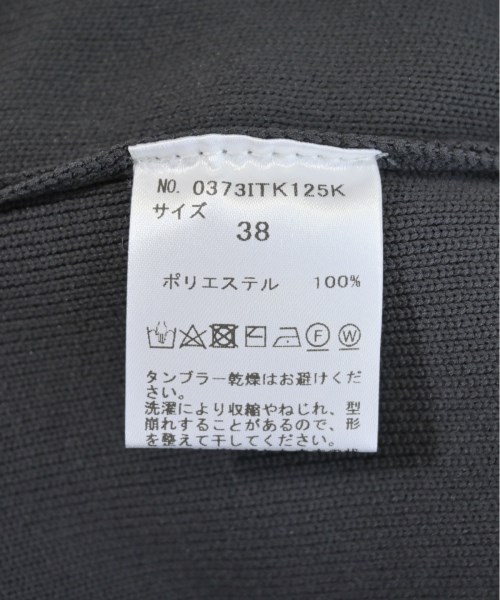 NO. 0373ITK125K
サイズ
38
ポリエステル 100%
F W
タンブラー乾燥はお避けくだ
さい。
洗濯により収縮やねじれ、型
崩れすることがあるので、形
を整えて干してください。